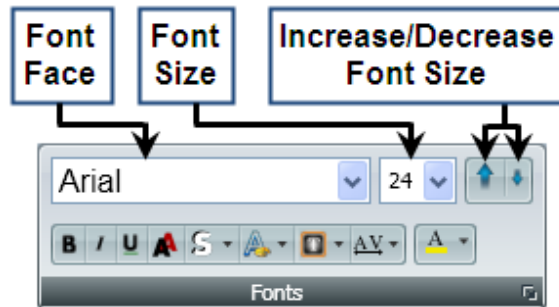 Font Face
Font Size
Increase/Decrease Font Size
Arial
24
B I U A S A AV A
Fonts